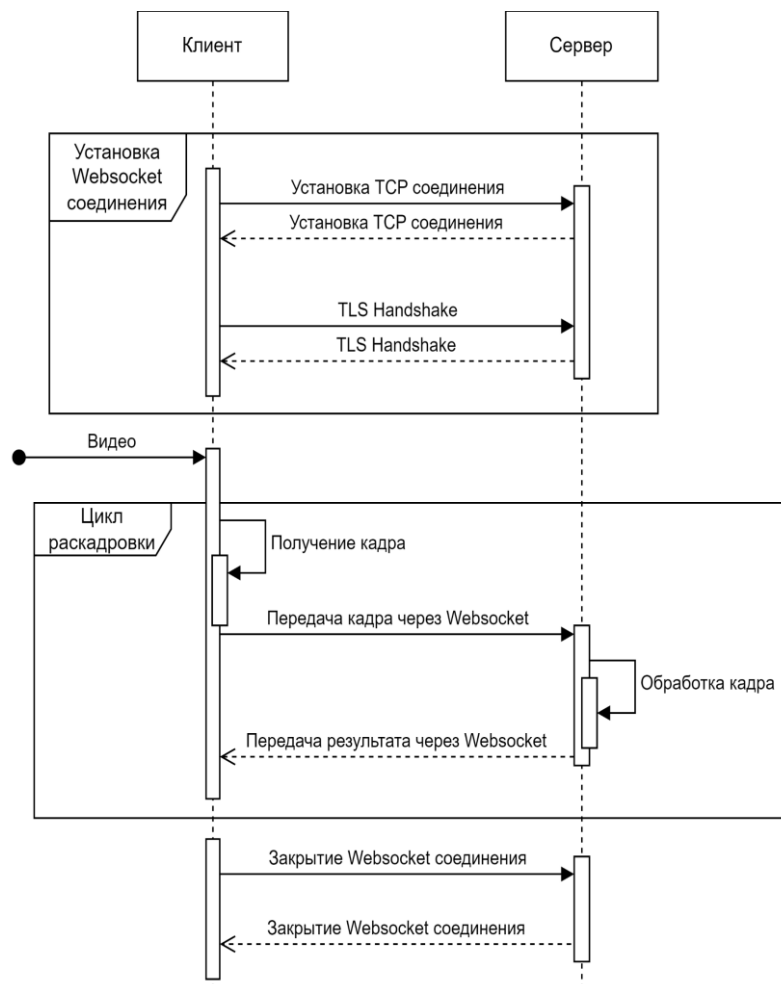 Клиент
Сервер
Установка
Websocket
соединения
Установка TCP соединения
Установка TCP соединения
TLS Handshake
TLS Handshake
Видео
Цикл
раскадровки
Получение кадра
Передача кадра через Websocket
Обработка кадра
Передача результата через Websocket
Закрытие Websocket соединения
Закрытие Websocket соединения